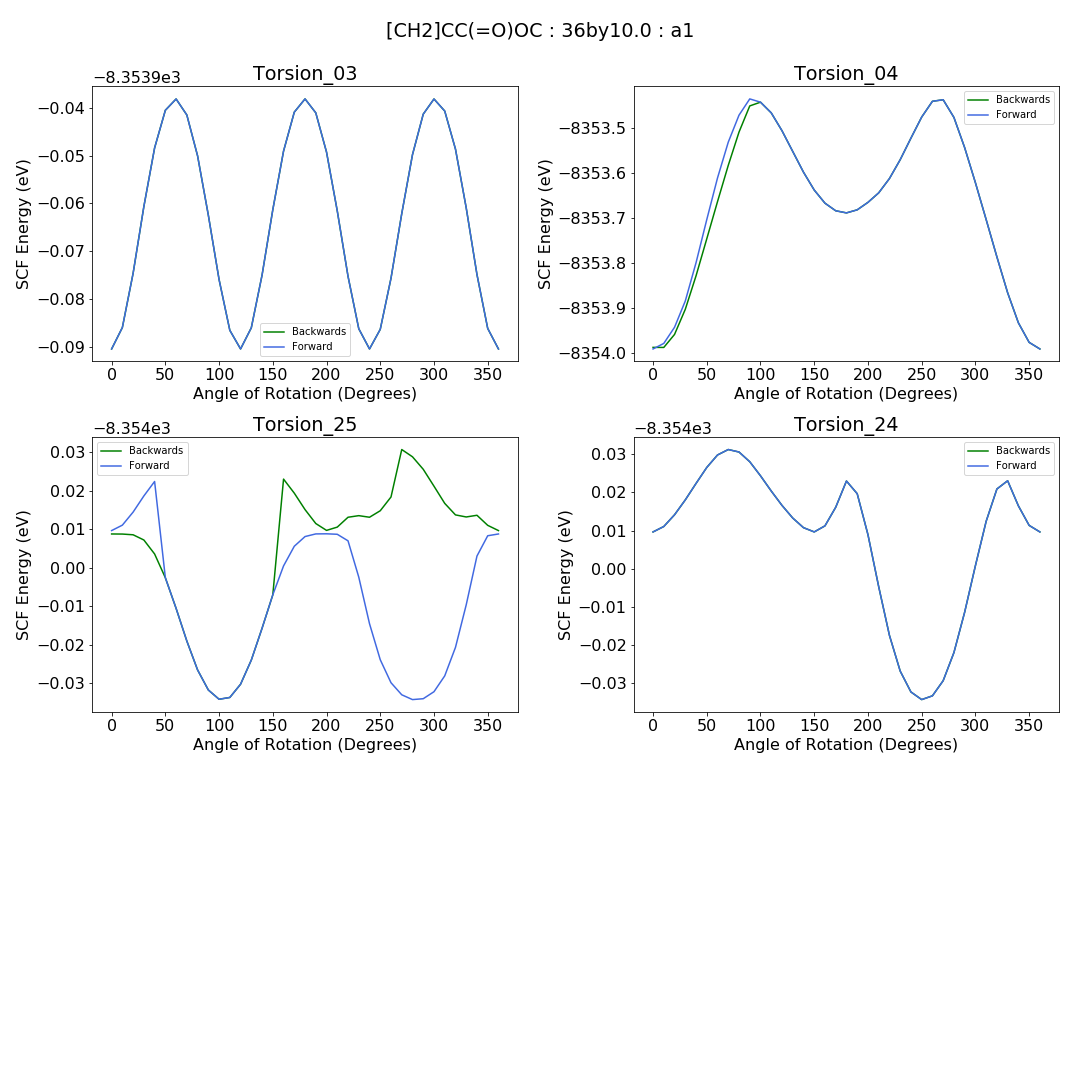 [CH2]CC(=O)OC : 36by10.0 : a1
−8.3539e3
Torsion_03
−0.04
−0.05
−0.06
−0.07
−0.08
−0.09
SCF Energy (eV)
Backwards
Forward
0 50 100 150 200 250 300 350
Angle of Rotation (Degrees)
Torsion_04
−8353.5
−8353.6
−8353.7
−8353.8
−8353.9
−8354.0
SCF Energy (eV)
Backwards
Forward
0 50 100 150 200 250 300 350
Angle of Rotation (Degrees)
−8.354e3
Torsion_25
0.03
0.02
0.01
0.00
−0.01
−0.02
−0.03
SCF Energy (eV)
Backwards
Forward
0 50 100 150 200 250 300 350
Angle of Rotation (Degrees)
−8.354e3
Torsion_24
0.03
0.02
0.01
0.00
−0.01
−0.02
−0.03
SCF Energy (eV)
Backwards
Forward
0 50 100 150 200 250 300 350
Angle of Rotation (Degrees)